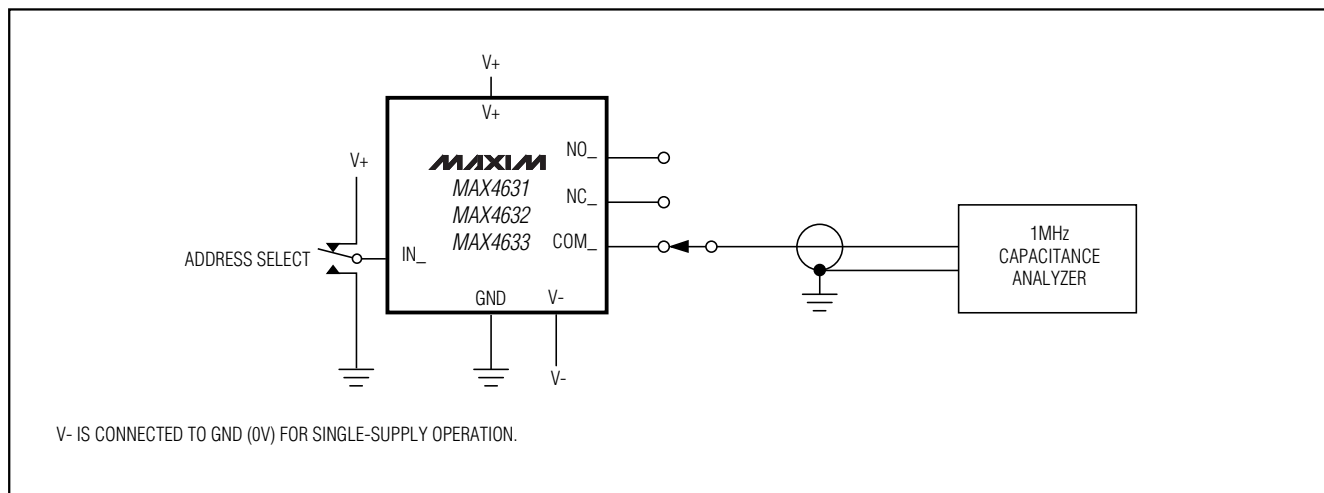 V+
V+
V+
MAXIM
MAX4631
MAX4632
MAX4633
NO_
NC_
COM_
ADDRESS SELECT
IN_
GND
V-
V-
1MHz
CAPACITANCE
ANALYZER
V- IS CONNECTED TO GND (0V) FOR SINGLE-SUPPLY OPERATION.